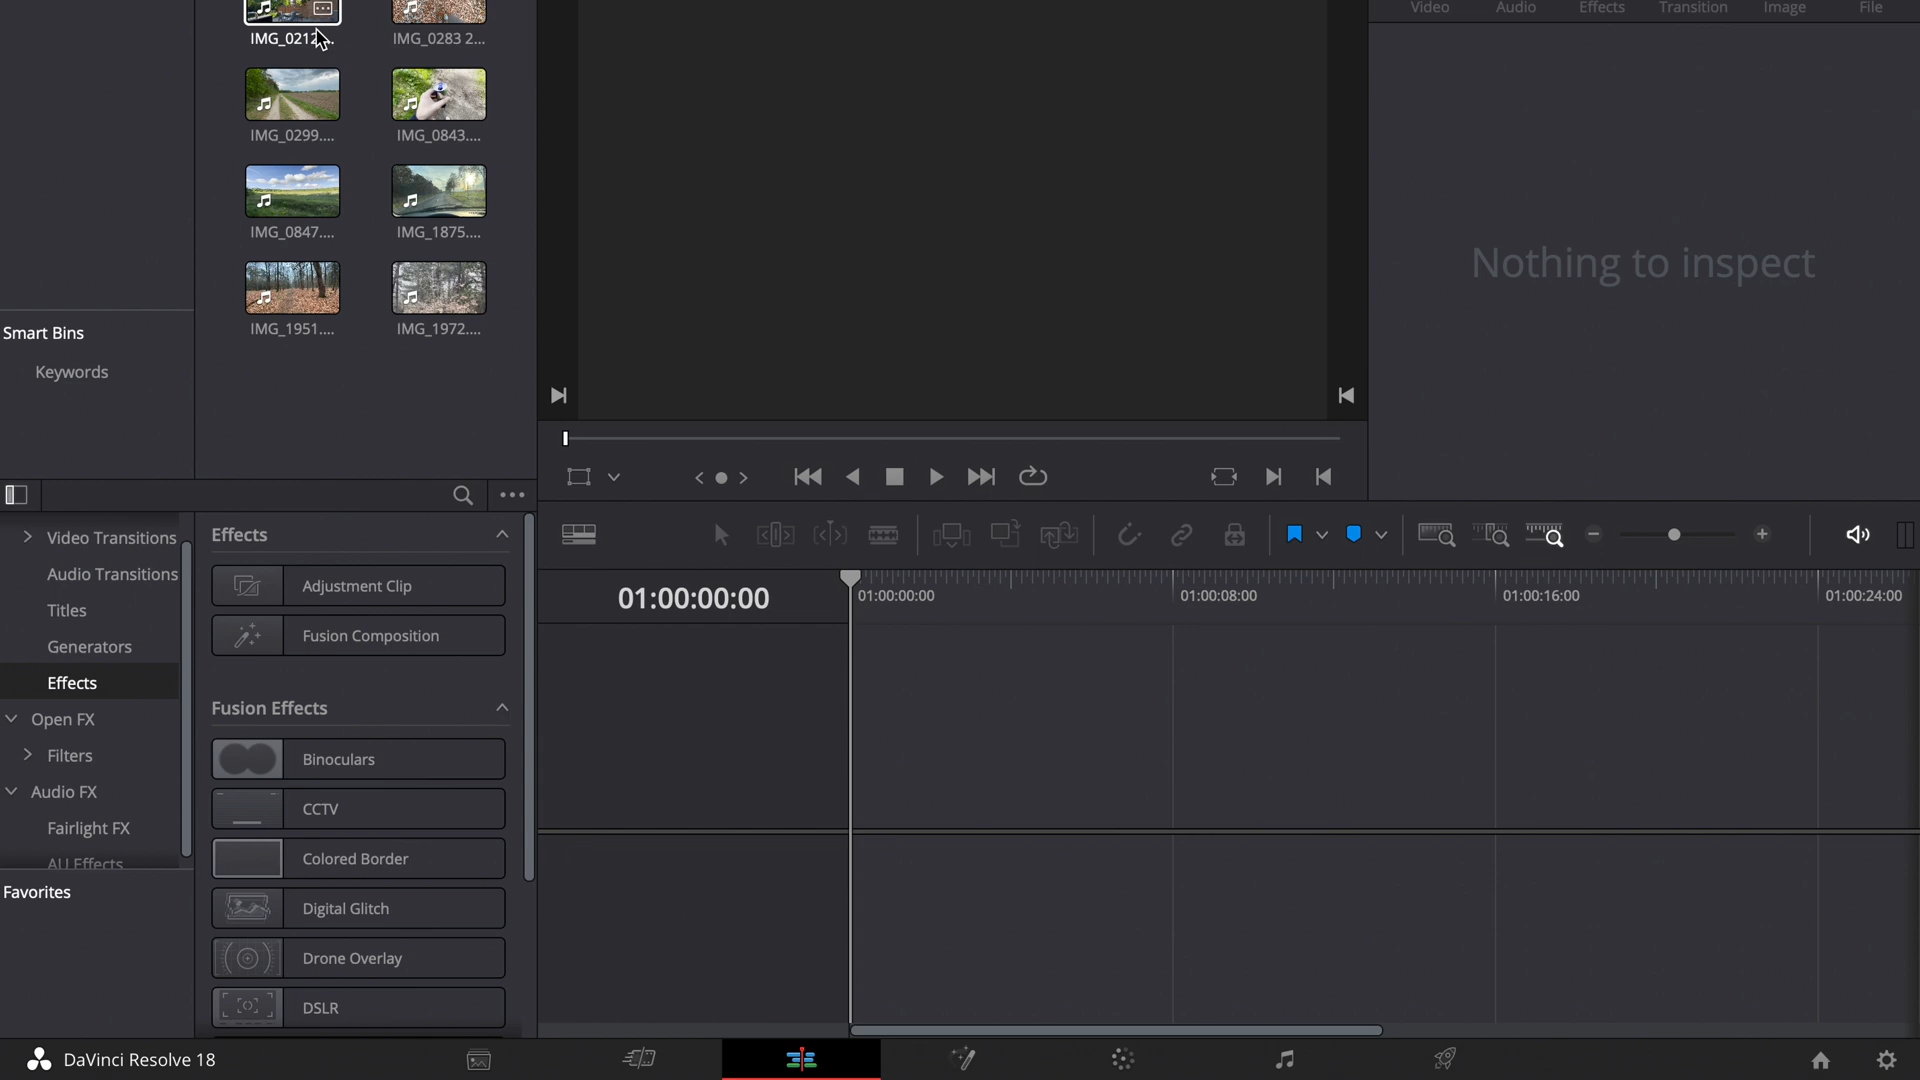 Video Audio Effects Transition Image File
IMG_0212... IMG_0283 2...
IMG_0299.... IMG_0843....
IMG_0847.... IMG_1875....
IMG_1951.... IMG_1972....
Nothing to inspect
Smart Bins
Keywords
Video Transitions
Audio Transitions
Titles
Generators
Effects
Open FX
Filters
Audio FX
Fairlight FX
AU Effects
Favorites
Effects
Adjustment Clip
Fusion Composition
Fusion Effects
Binoculars
CCTV
Colored Border
Digital Glitch
Drone Overlay
DSLR
01:00:00:00
01:00:00:00 01:00:08:00 01:00:16:00 01:00:24:00
DaVinci Resolve 18